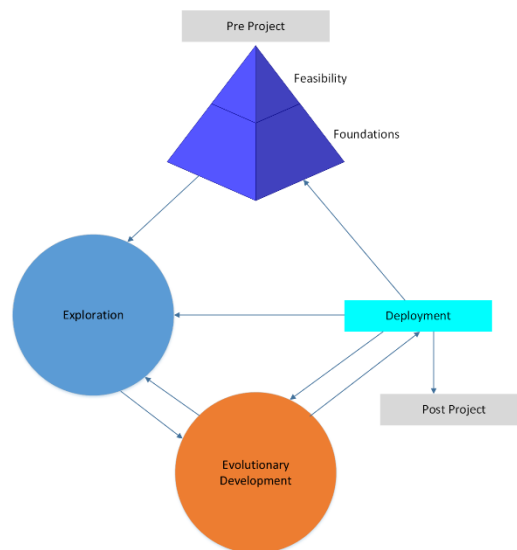 Pre Project
Feasibility
Foundations
Exploration
Deployment
Post Project
Evolutionary
Development